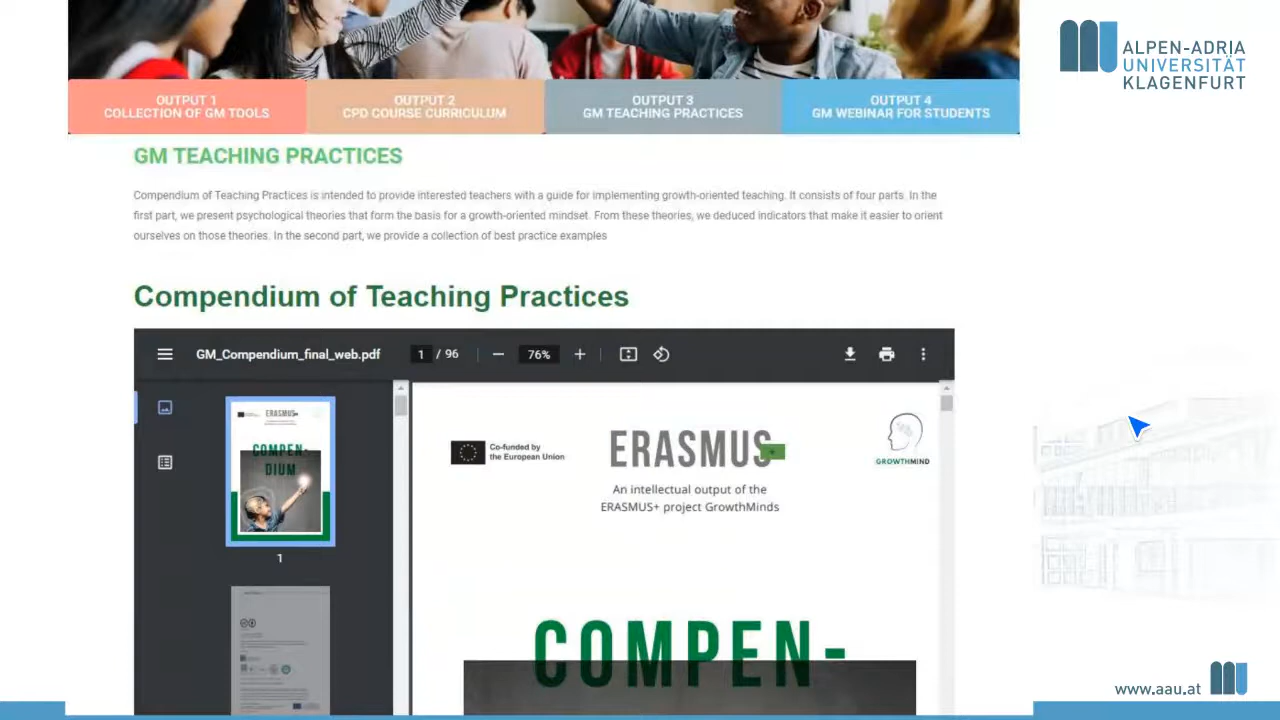 ALPEN-ADRIA
UNIVERSITÄT
KLAGENFURT
OUTPUT 1
COLLECTION OF GM TOOLS
OUTPUT 2
CPD COURSE CURRICULUM
OUTPUT 3
GM TEACHING PRACTICES
OUTPUT 4
GM WEBINAR FOR STUDENTS
GM TEACHING PRACTICES
Compendium of Teaching Practices is intended to provide interested teachers with a guide for implementing growth-oriented teaching. It consists of four parts. In the
first part, we present psychological theories that form the basis for a growth-oriented mindset. From these theories, we deduced indicators that make it easier to orient
ourselves on those theories. In the second part, we provide a collection of best practice examples
Compendium of Teaching Practices
GM_Compendium_final_web.pdf
1 / 96
76%
ERASMUS+
COMPEN-
DIUM
1
Co-funded by
the European Union
ERASMUS+
GROWTHMIND
An intellectual output of the
ERASMUS+ project GrowthMinds
COMPEN-
www.aau.at